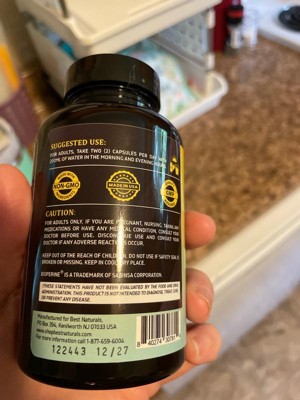 SUGGESTED USE:
FOR ADULTS, TAKE TWO (2) CAPSULES PER DAY WITH
200ML OF WATER IN THE MORNING AND EVENING
NON-GMO
MADE IN USA
GMP
CAUTION:
FOR ADULTS ONLY, IF YOU ARE PREGNANT, NURSING, TAKING ANY
MEDICATIONS OR HAVE ANY MEDICAL CONDITION, CONSULT YOUR
DOCTOR BEFORE USE. DISCONTINUE USE AND CONSULT YOUR
DOCTOR IF ANY ADVERSE REACTIONS OCCUR.
KEEP OUT OF THE REACH OF CHILDREN. DO NOT USE IF SAFETY SEAL IS
BROKEN OR MISSING. KEEP IN COOL, DRY PLACE.
BIOPERINE® IS A TRADEMARK OF SABINSA CORPORATION.
(THESE STATEMENTS HAVE NOT BEEN EVALUATED BY THE FOOD AND DRUG
ADMINISTRATION. THIS PRODUCT IS NOT INTENDED TO DIAGNOSE, TREAT, CURE,
OR PREVENT ANY DISEASE.
Manufactured for Best Naturals,
PO Box 394, Kenilworth NJ 07033 USA
www.shopbestnaturals.com
For more information call 1-877-659-6004
122443 12/27